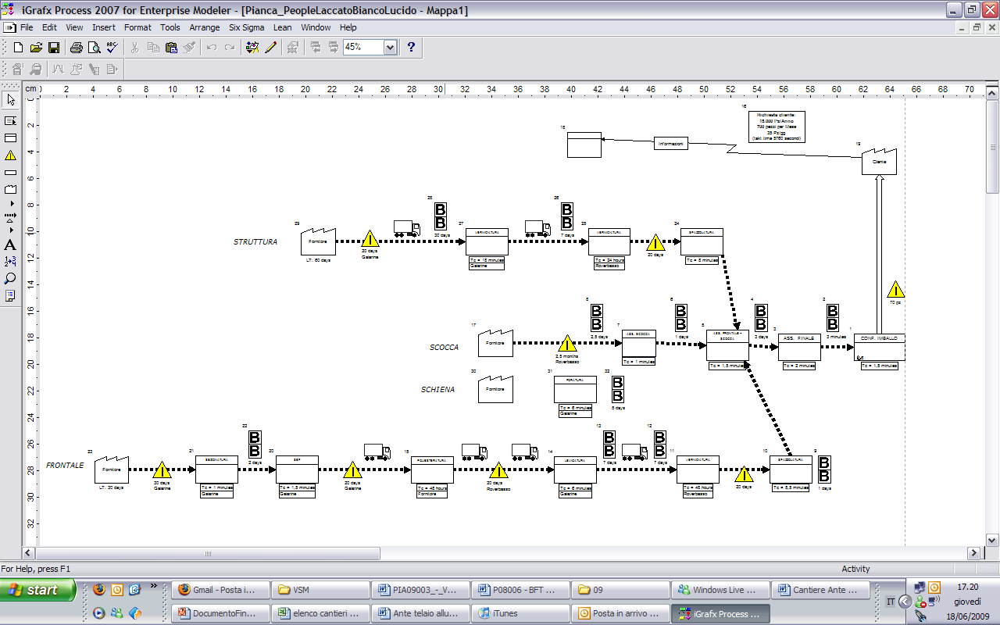 iGrafx Process 2007 for Enterprise Modeler - [Pianca_PeopleLaccatoBiancoLucido - Mappa1]
File Edit View Insert Format Tools Arrange Six Sigma Lean Window Help
45%
cm 0 2 4 6 8 10 12 14 16 18 20 22 24 26 28 30 32 34 36 38 40 42 44 46 48 50 52 54 56 58 60 62 64 66 68 70
0 2 4 6 8 10 12 14 16 18 20 22 24 26 28 30 32
16
Richiesta cliente:
15.000 Pz/Anno
700 pezzi per Mese
25 Pz/gg
(takt time 5760 second)
18
Informazioni
19
Cliente
STRUTTURA
29
Fornitore
LT: 60 days
20 days
Gaiarine
28
30 days
27
VERNICIATURA
Tc = 15 minutes
Gaiarine
26
7 days
25
VERNICIATURA
Tc = 24 hours
Roverbasso
20 days
24
SPAZZOLATURA
Tc = 8 minutes
70 pz
SCOCCA
17
Fornitore
2,5 months
Roverbasso
8
2,5 days
7
ASS. SCOCCA
Tc = 1 minutes
6
1 days
5
ASS. FRONTALE + SCOCCA
Tc = 1,5 minutes
4
3 days
3
ASS. FINALE
Tc = 2 minutes
2
2 minutes
1
CONF. IMBALLO
Tc = 1,5 minutes
SCHIENA
30
Fornitore
31
FORATURA
Tc = 6 minutes
Gaiarine
32
5 days
FRONTALE
23
Fornitore
LT: 30 days
20 days
Gaiarine
21
SEZIONATURA
Tc = 1 minutes
Gaiarine
22
2 days
20
Tc = 1,5 minutes
Gaiarine
20 days
Gaiarine
15
POLIESTERATURA
Tc = 48 hours
Fornitore
20 days
Roverbasso
14
LEVIGATURA
Tc = 8 minutes
Gaiarine
13
7 days
12
7 days
11
VERNICIATURA
Tc = 48 hours
Roverbasso
20 days
10
SPAZZOLATURA
Tc = 8,5 minutes
9
1 days
For Help, press F1
Activity
start
Gmail - Posta i...
VSM
PIA09003_-_V...
P08006 - BFT ...
09
Windows Live ...
Cantiere Ante ...
DocumentoFin...
elenco cantieri ...
Ante telaio allu...
iTunes
Posta in arrivo ...
iGrafx Process ...
IT
17.20
giovedì
18/06/2009